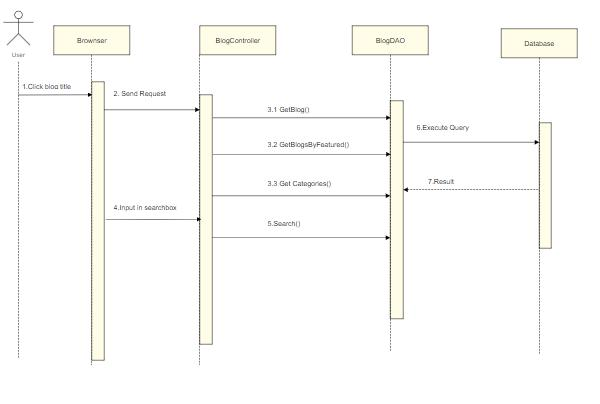 Brownser
BlogController
BlogDAO
Database
User
1.Click blog title
2. Send Request
3.1 GetBlog()
6.Execute Query
3.2 GetBlogsByFeatured()
7.Result
3.3 Get Categories()
4.Input in searchbox
5.Search()